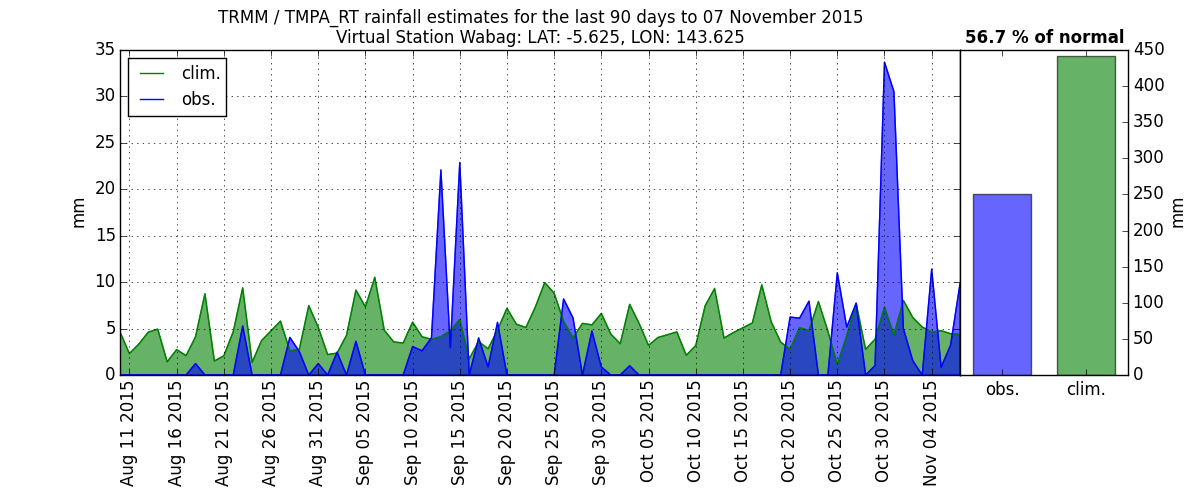 TRMM / TMPA_RT rainfall estimates for the last 90 days to 07 November 2015
Virtual Station Wabag: LAT: -5.625, LON: 143.625
56.7 % of normal
clim.
obs.
35
30
25
20
15
10
5
0
mm
450
400
350
300
250
200
150
100
50
0
mm
obs.
clim.
Aug 11 2015
Aug 16 2015
Aug 21 2015
Aug 26 2015
Aug 31 2015
Sep 05 2015
Sep 10 2015
Sep 15 2015
Sep 20 2015
Sep 25 2015
Sep 30 2015
Oct 05 2015
Oct 10 2015
Oct 15 2015
Oct 20 2015
Oct 25 2015
Oct 30 2015
Nov 04 2015